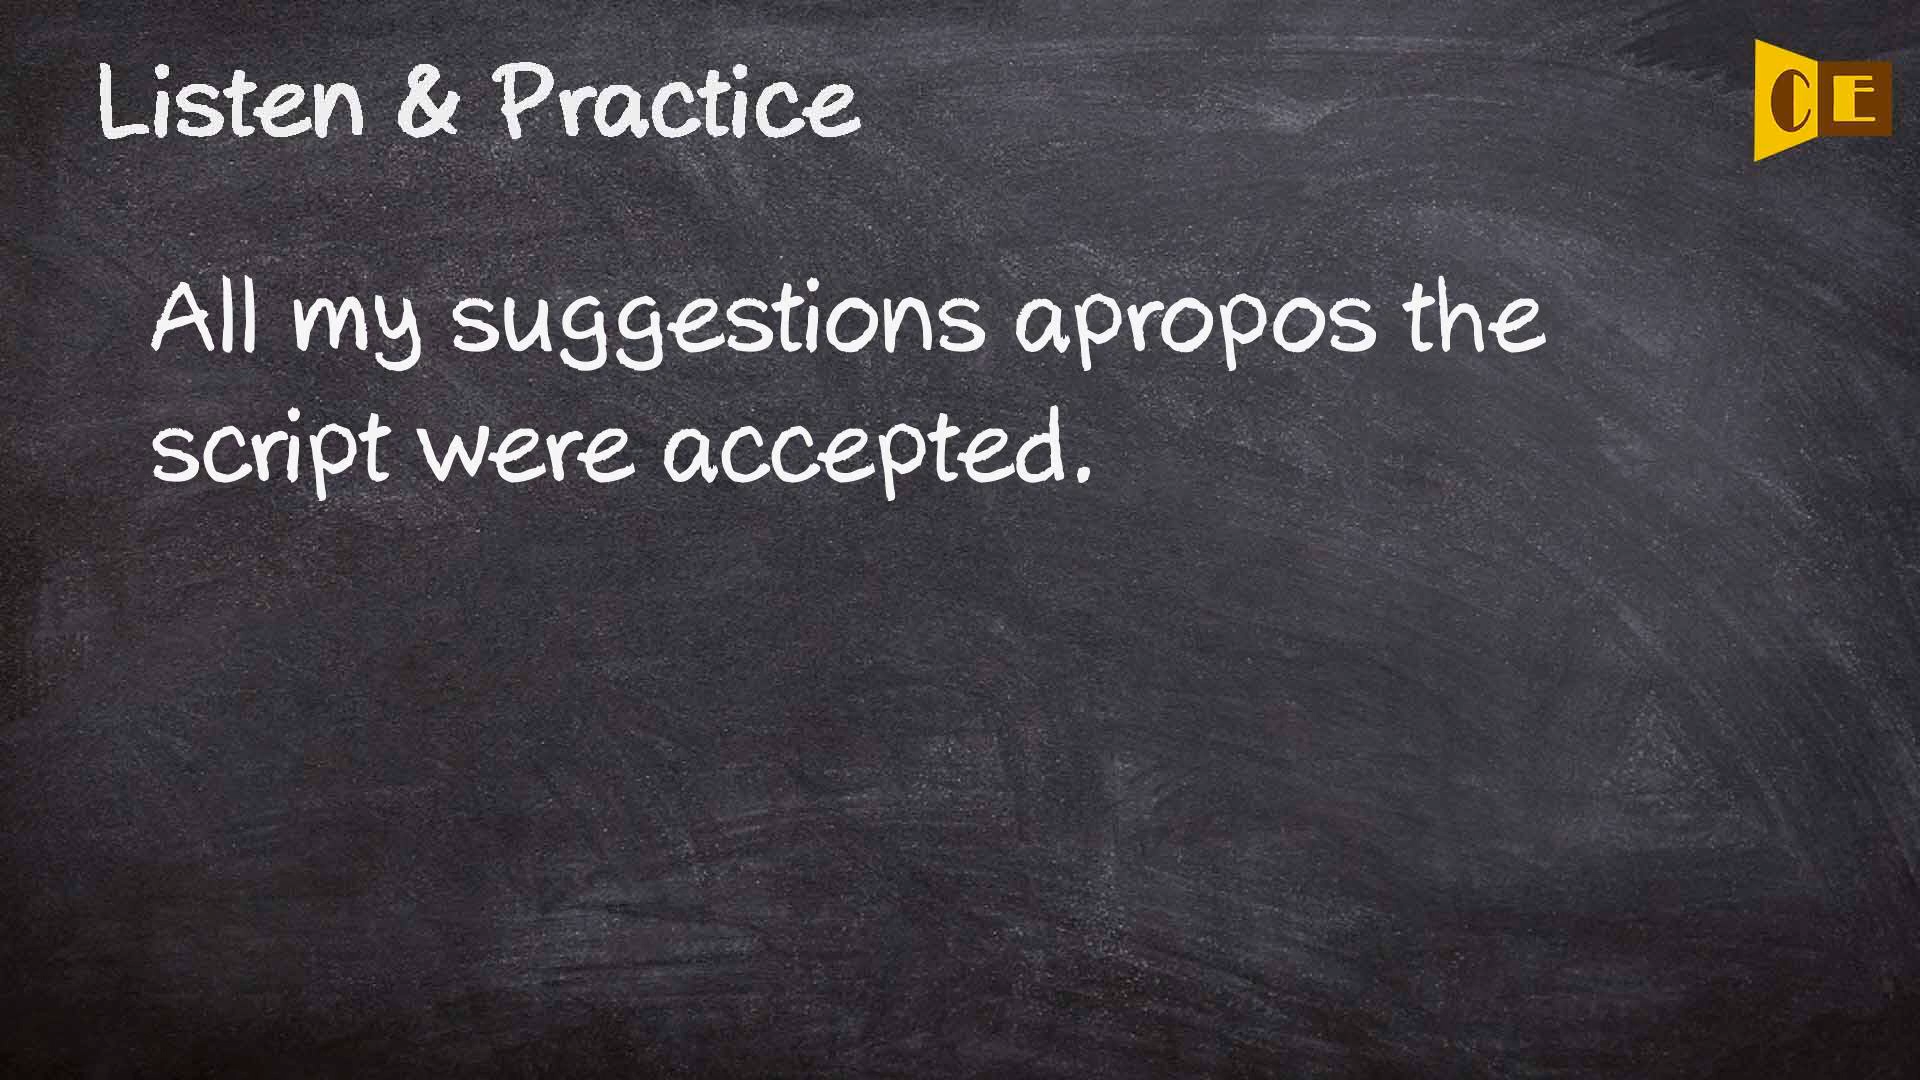 Listen & Practice
CE
All my suggestions apropos the
script were accepted.